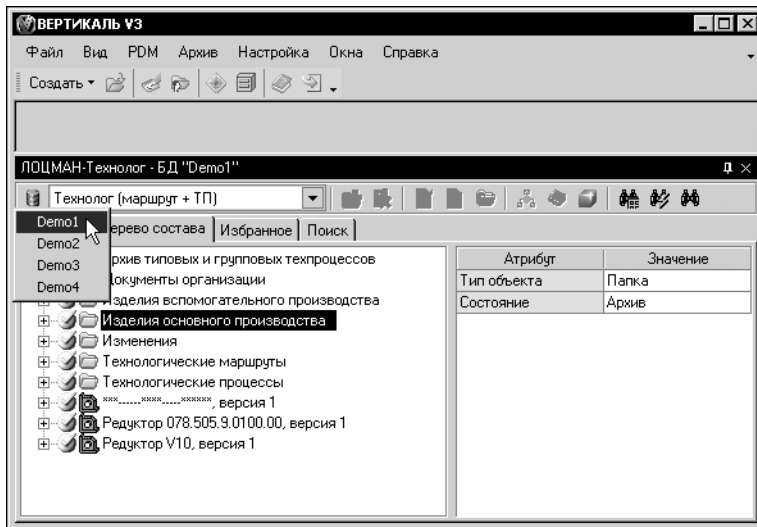 ВЕРТИКАЛЬ V3
Файл Вид PDM Архив Настройка Окна Справка
Создать
ЛОЦМАН-Технолог - БД "Demo1"
Технолог (маршрут + ТП)
Demo1
Demo2
Demo3
Demo4
ерево состава Избранное Поиск
рхив типовых и групповых техпроцессов
окументы организации
Изделия вспомогательного производства
Изделия основного производства
Изменения
Технологические маршруты
Технологические процессы
***......****.....******, версия 1
Редуктор 078.505.9.0100.00, версия 1
Редуктор V10, версия 1
Атрибут Значение
Тип объекта Папка
Состояние Архив